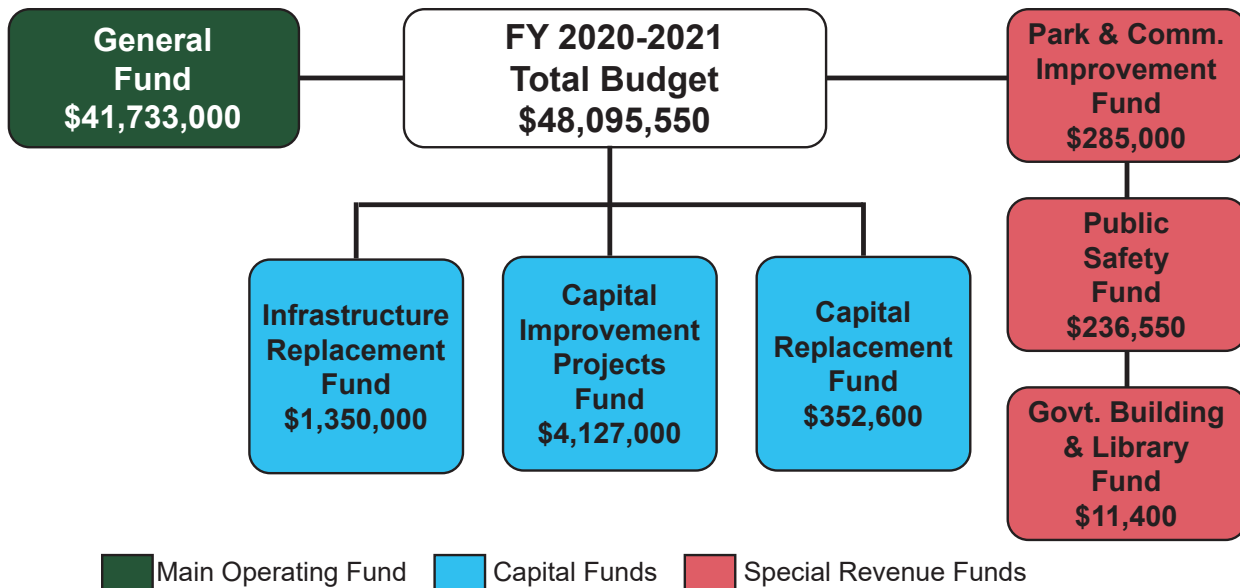 General
Fund
$41,733,000
FY 2020-2021
Total Budget
$48,095,550
Park & Comm.
Improvement
Fund
$285,000
Public
Safety
Fund
$236,550
Govt. Building
& Library
Fund
$11,400
Infrastructure
Replacement
Fund
$1,350,000
Capital
Improvement
Projects
Fund
$4,127,000
Capital
Replacement
Fund
$352,600
Main Operating Fund
Capital Funds
Special Revenue Funds